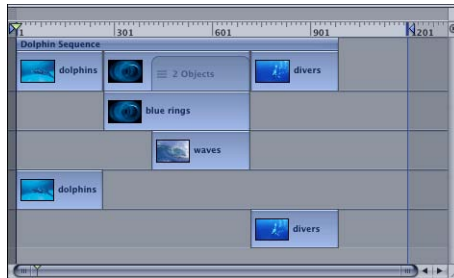 1 301 601 901 1201
Dolphin Sequence
dolphins 2 Objects divers
blue rings
waves
dolphins
divers